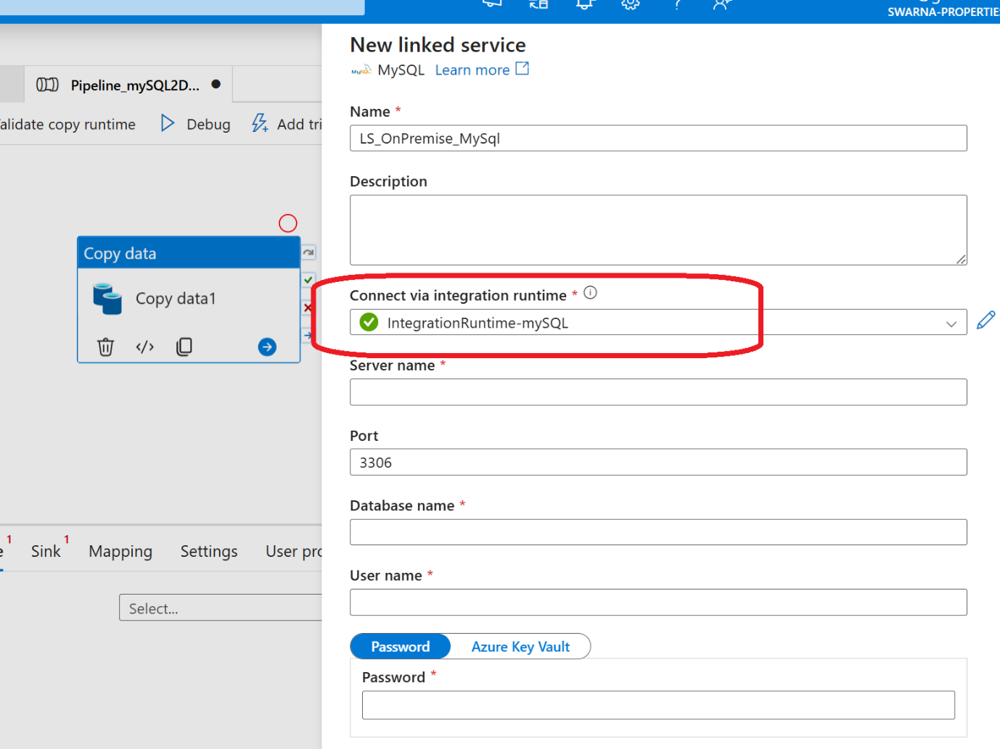 SWARNA-PROPERTIES
Pipeline_mySQL2D...
alidate copy runtime
Debug
Add tri
Copy data
Copy data1
1
Sink
1
Mapping
Settings
User pro
Select...
New linked service
MySQL
MySQL Learn more
Name *
LS_OnPremise_MySql
Description
Connect via integration runtime *
IntegrationRuntime-mySQL
Server name *
Port
3306
Database name *
User name *
Password
Azure Key Vault
Password *